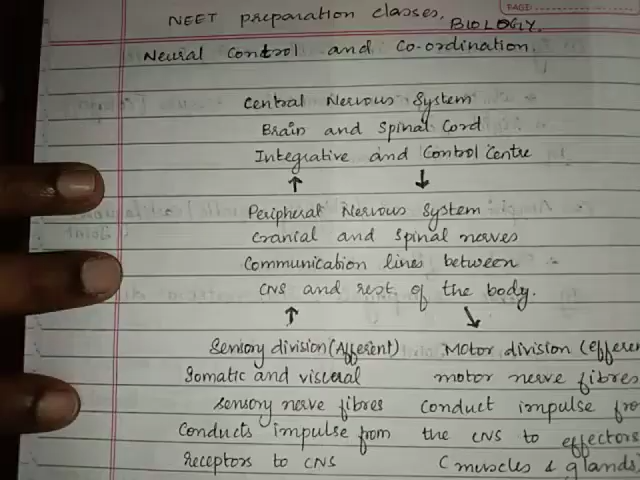 PAGE
NEET preparation classes.
BIOLOGY.
Neural Control and Co-ordination.
Central Nervous System
Brain and Spinal Cord
Integrative and Control Centre
↑ ↓
Peripheral Nervous System
Cranial and Spinal nerves
Communication lines between
CNS and rest of the body.
↑ ↘
Sensory division (Afferent) Motor division (efferen
Somatic and visceral motor nerve fibres
sensory nerve fibres conduct impulse fro
Conducts impulse from the CNS to effectors
receptors to CNS (muscles & glands)